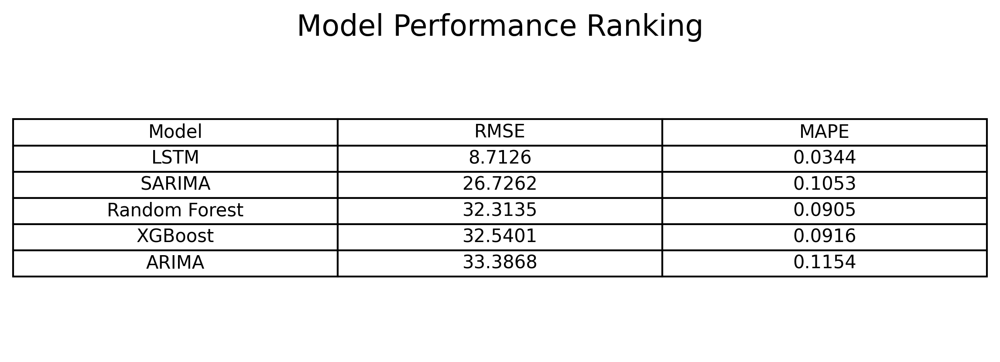 Model Performance Ranking
Model RMSE MAPE
LSTM 8.7126 0.0344
SARIMA 26.7262 0.1053
Random Forest 32.3135 0.0905
XGBoost 32.5401 0.0916
ARIMA 33.3868 0.1154